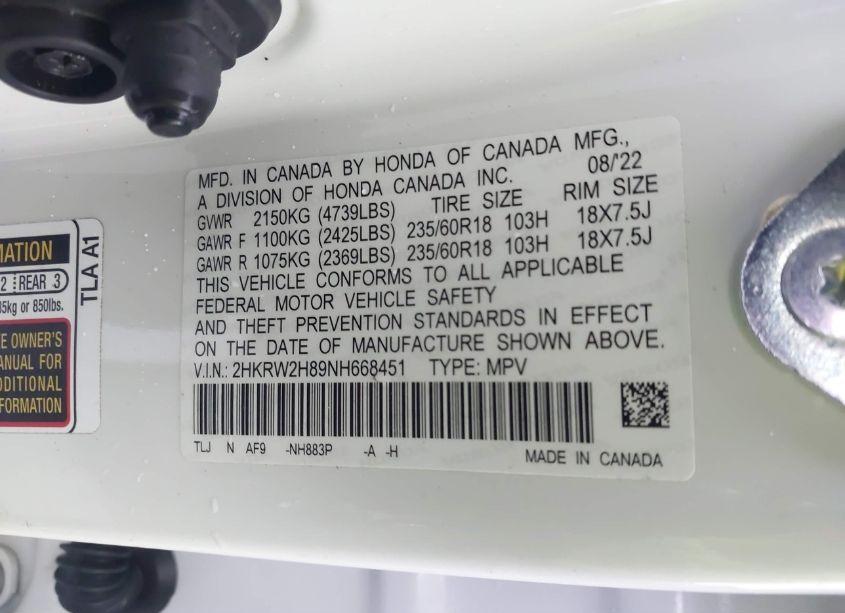 MFD. IN CANADA BY HONDA OF CANADA MFG.,
A DIVISION OF HONDA CANADA INC. 08/'22
GVWR 2150KG (4739LBS) TIRE SIZE RIM SIZE
GAWR F 1100KG (2425LBS) 235/60R18 103H 18X7.5J
GAWR R 1075KG (2369LBS) 235/60R18 103H 18X7.5J
THIS VEHICLE CONFORMS TO ALL APPLICABLE
FEDERAL MOTOR VEHICLE SAFETY
AND THEFT PREVENTION STANDARDS IN EFFECT
ON THE DATE OF MANUFACTURE SHOWN ABOVE.
V.I.N.: 2HKRW2H89NH668451 TYPE: MPV
TLJ N AF9 -NH883P -A -H
MADE IN CANADA
MATION
2 REAR 3
35kg or 850lbs.
E OWNER'S
ANUAL FOR
DDITIONAL
FORMATION
TLA A1